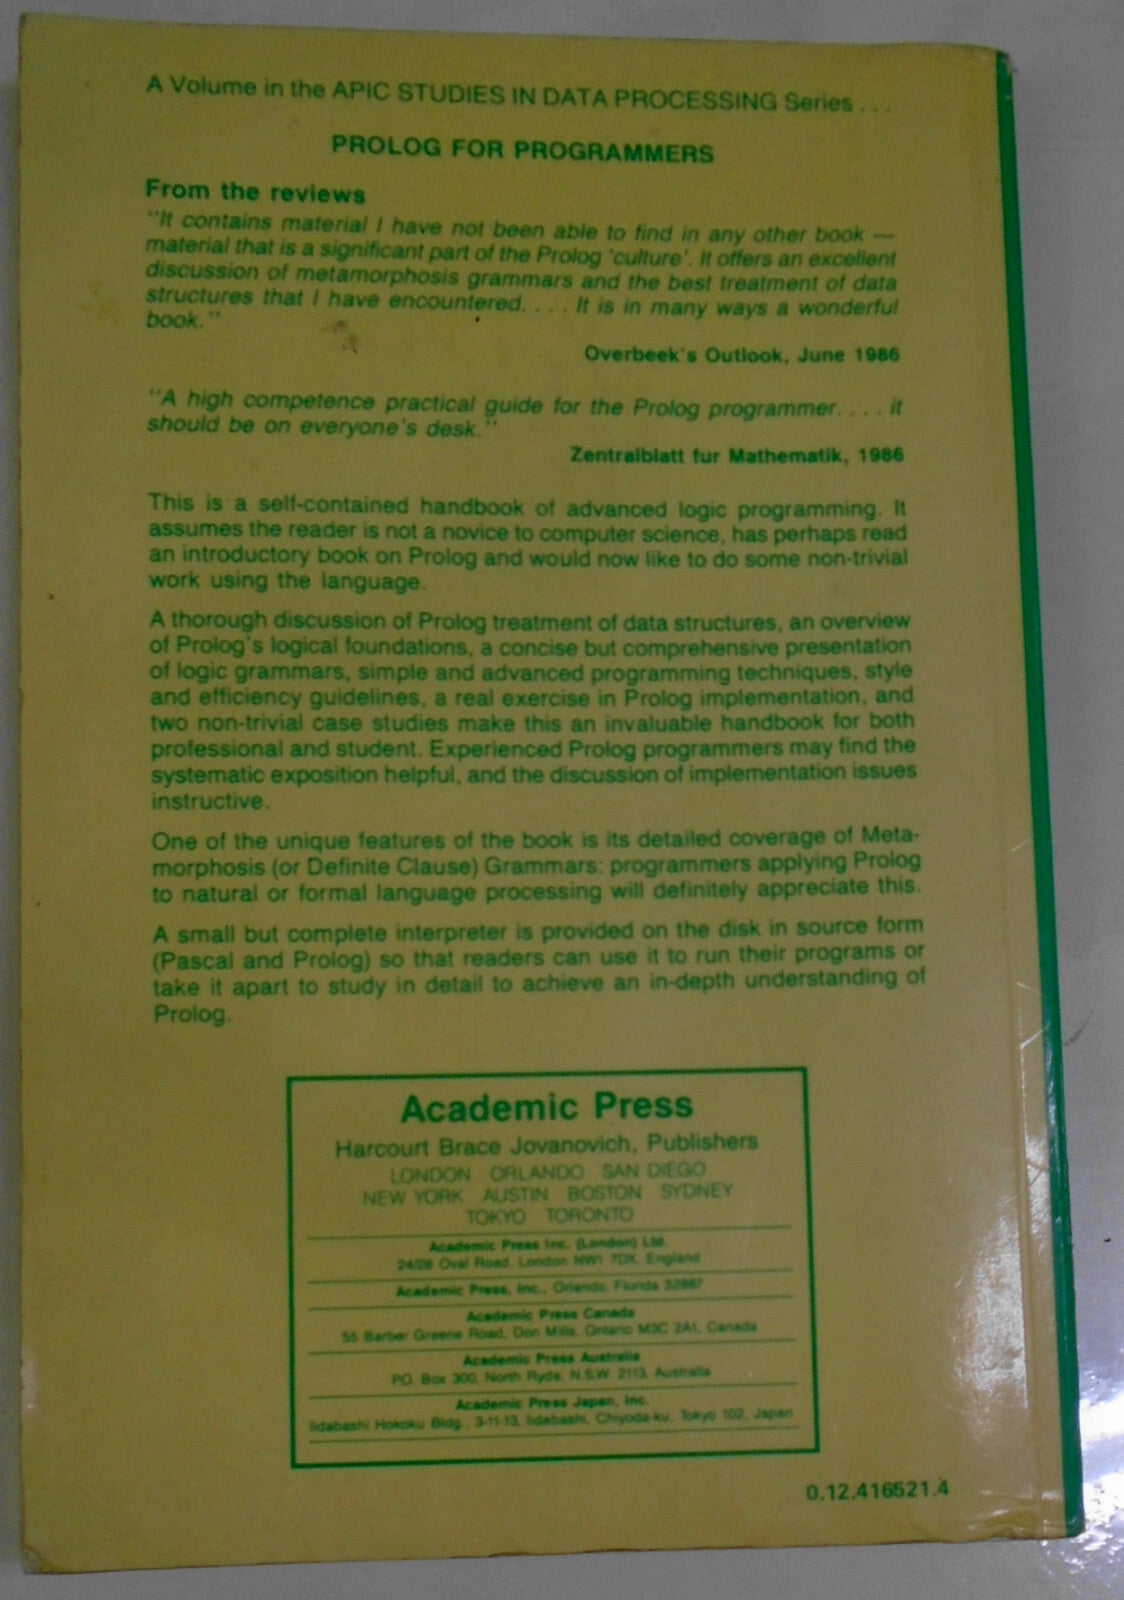 A Volume in the APIC STUDIES IN DATA PROCESSING Series . . .
PROLOG FOR PROGRAMMERS
From the reviews
"It contains material I have not been able to find in any other book —
material that is a significant part of the Prolog 'culture'. It offers an excellent
discussion of metamorphosis grammars and the best treatment of data
structures that I have encountered. . . . It is in many ways a wonderful
book."
Overbeek's Outlook, June 1986
"A high competence practical guide for the Prolog programmer. . . . it
should be on everyone's desk."
Zentralblatt fur Mathematik, 1986
This is a self-contained handbook of advanced logic programming. It
assumes the reader is not a novice to computer science, has perhaps read
an introductory book on Prolog and would now like to do some non-trivial
work using the language.
A thorough discussion of Prolog treatment of data structures, an overview
of Prolog's logical foundations, a concise but comprehensive presentation
of logic grammars, simple and advanced programming techniques, style
and efficiency guidelines, a real exercise in Prolog implementation, and
two non-trivial case studies make this an invaluable handbook for both
professional and student. Experienced Prolog programmers may find the
systematic exposition helpful, and the discussion of implementation issues
instructive.
One of the unique features of the book is its detailed coverage of Meta-
morphosis (or Definite Clause) Grammars: programmers applying Prolog
to natural or formal language processing will definitely appreciate this.
A small but complete interpreter is provided on the disk in source form
(Pascal and Prolog) so that readers can use it to run their programs or
take it apart to study in detail to achieve an in-depth understanding of
Prolog.
Academic Press
Harcourt Brace Jovanovich, Publishers
LONDON ORLANDO SAN DIEGO
NEW YORK AUSTIN BOSTON SYDNEY
TOKYO TORONTO
Academic Press Inc. (London) Ltd.
24/28 Oval Road, London NW1 7DX, England
Academic Press, Inc., Orlando, Florida 32887
Academic Press Canada
55 Barber Greene Road, Don Mills, Ontario M3C 2A1, Canada
Academic Press Australia
PO. Box 300, North Ryde, N.S.W. 2113, Australia
Academic Press Japan, Inc.
Iidabashi Hokoku Bldg., 3-11-13, Iidabashi, Chiyoda-ku, Tokyo 102, Japan
0.12.416521.4